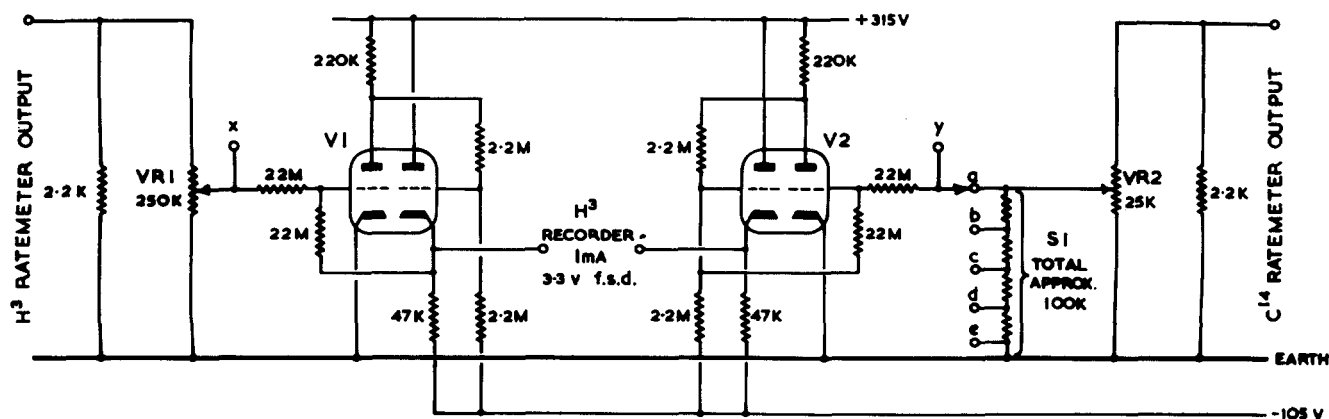 H³ RATEMETER OUTPUT
2·2K
VR1
250K
x
22M
22M
220K
V1
2·2M
47K
2·2M
H³
RECORDER
1mA
3·3 v f.s.d.
+315V
220K
V2
2·2M
2·2M
47K
22M
22M
y
a
b
c
d
e
S1
TOTAL
APPROX.
100K
VR2
25K
2·2K
C¹⁴ RATEMETER OUTPUT
EARTH
-105 V